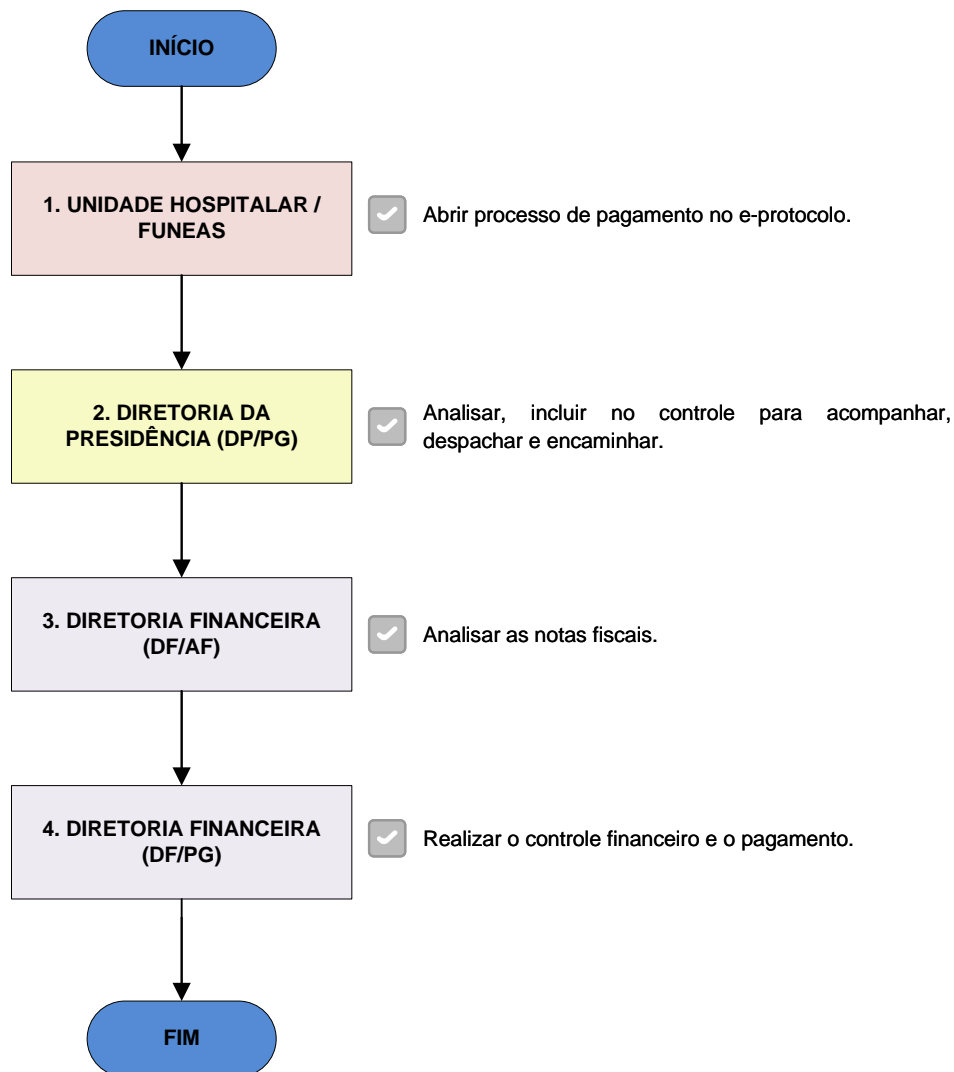 INÍCIO
1. UNIDADE HOSPITALAR /
FUNEAS
Abrir processo de pagamento no e-protocolo.
2. DIRETORIA DA
PRESIDÊNCIA (DP/PG)
Analisar, incluir no controle para acompanhar,
despachar e encaminhar.
3. DIRETORIA FINANCEIRA
(DF/AF)
Analisar as notas fiscais.
4. DIRETORIA FINANCEIRA
(DF/PG)
Realizar o controle financeiro e o pagamento.
FIM